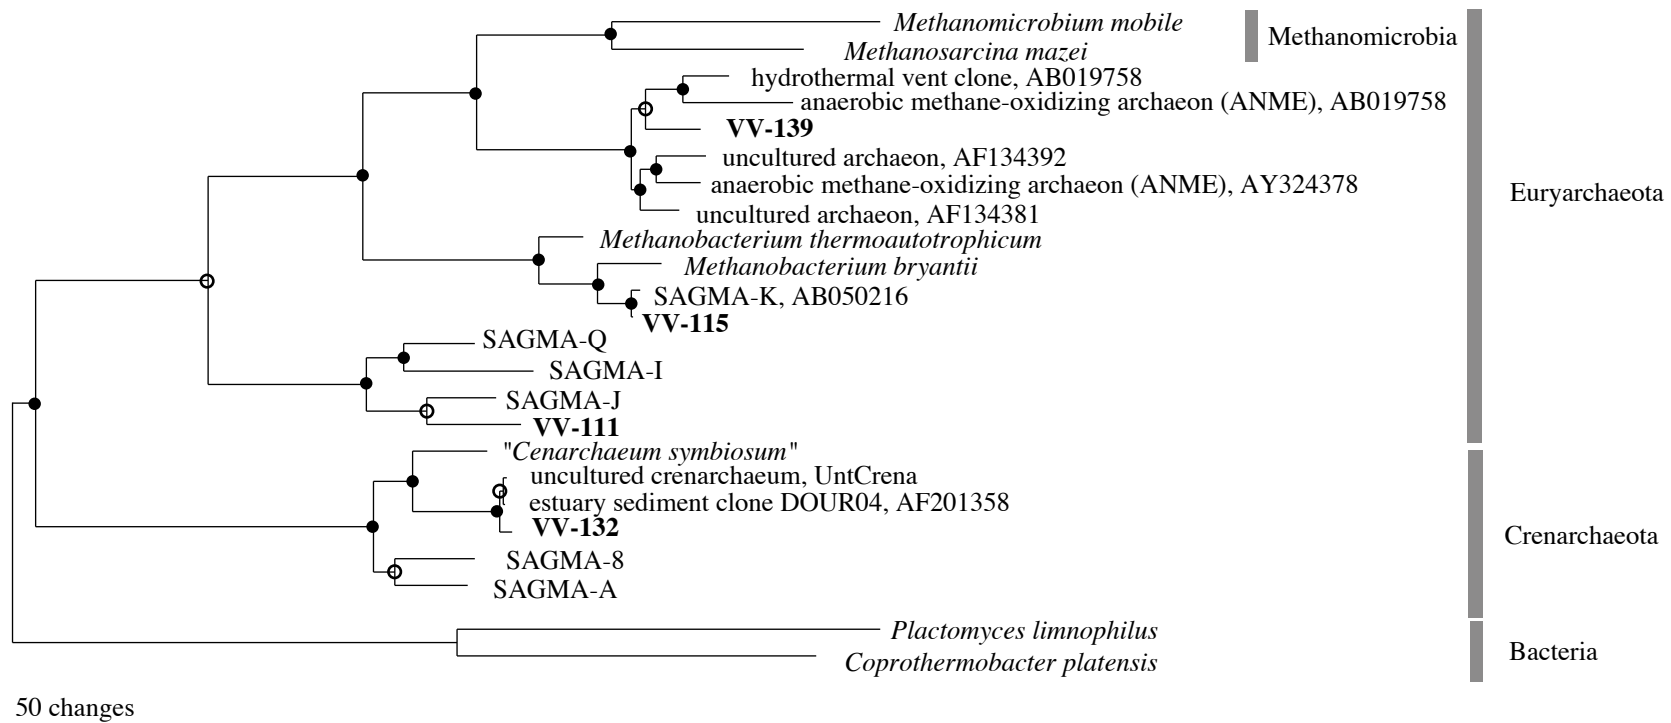 Methanomicrobium mobile
Methanomicrobia
Methanosarcina mazei
hydrothermal vent clone, AB019758
anaerobic methane-oxidizing archaeon (ANME), AB019758
VV-139
uncultured archaeon, AF134392
anaerobic methane-oxidizing archaeon (ANME), AY324378
Euryarchaeota
uncultured archaeon, AF134381
Methanobacterium thermoautotrophicum
Methanobacterium bryantii
SAGMA-K, AB050216
VV-115
SAGMA-Q
SAGMA-I
SAGMA-J
VV-111
"Cenarchaeum symbiosum"
uncultured crenarchaeum, UntCrena
estuary sediment clone DOUR04, AF201358
VV-132
Crenarchaeota
SAGMA-8
SAGMA-A
Plactomyces limnophilus
Bacteria
Coprothermobacter platensis
50 changes